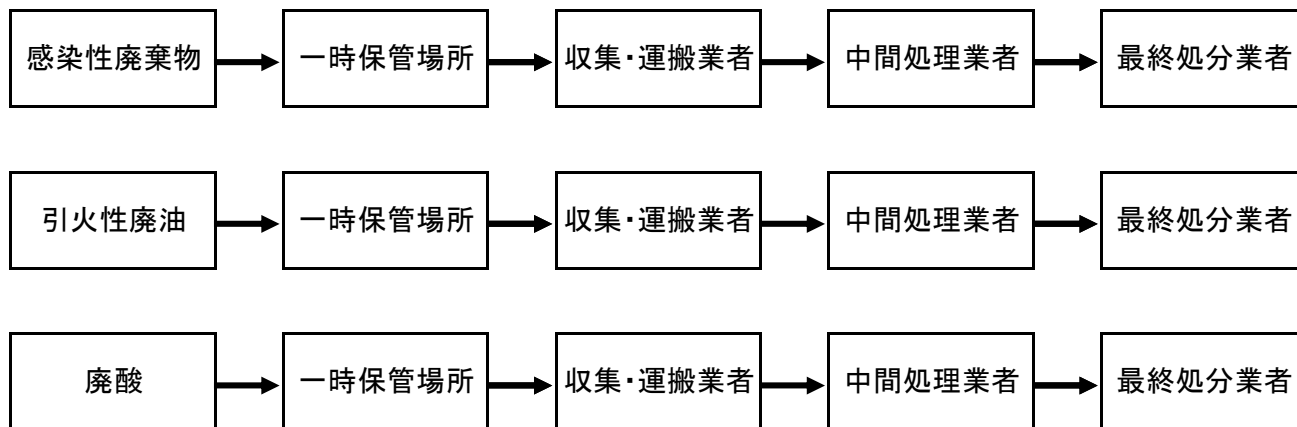 感染性廃棄物
一時保管場所
収集・運搬業者
中間処理業者
最終処分業者
引火性廃油
一時保管場所
収集・運搬業者
中間処理業者
最終処分業者
廃酸
一時保管場所
収集・運搬業者
中間処理業者
最終処分業者